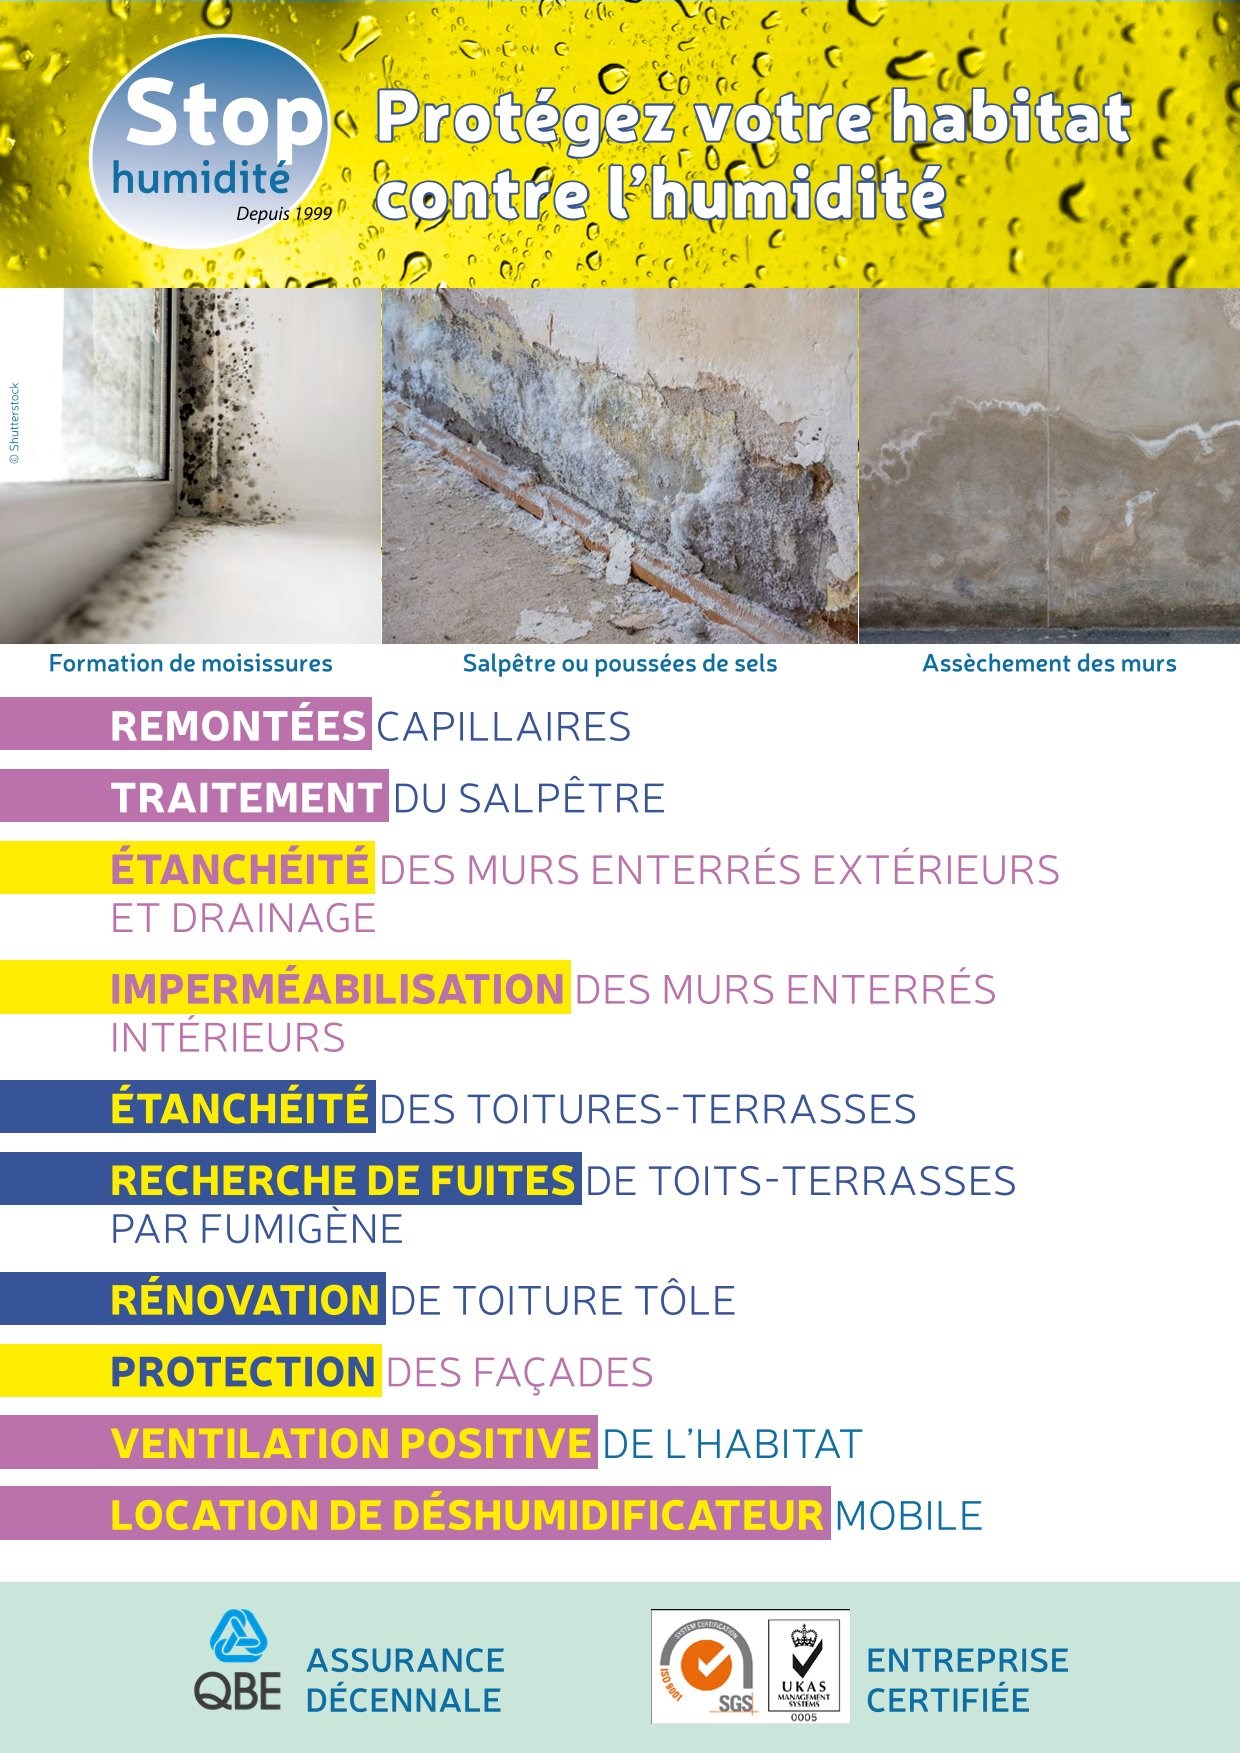 Stop
humidité
Depuis 1999
Protégez votre habitat
contre l'humidité
© Shutterstock
Formation de moisissures
Salpêtre ou poussées de sels
Assèchement des murs
REMONTÉES CAPILLAIRES
TRAITEMENT DU SALPÊTRE
ÉTANCHÉITÉ DES MURS ENTERRÉS EXTÉRIEURS
ET DRAINAGE
IMPERMÉABILISATION DES MURS ENTERRÉS
INTÉRIEURS
ÉTANCHÉITÉ DES TOITURES-TERRASSES
RECHERCHE DE FUITES DE TOITS-TERRASSES
PAR FUMIGÈNE
RÉNOVATION DE TOITURE TÔLE
PROTECTION DES FAÇADES
VENTILATION POSITIVE DE L'HABITAT
LOCATION DE DÉSHUMIDIFICATEUR MOBILE
QBE
ASSURANCE
DÉCENNALE
SYSTEM CERTIFICATION
ISO 9001
SGS
UKAS
MANAGEMENT
SYSTEMS
0005
ENTREPRISE
CERTIFIÉE